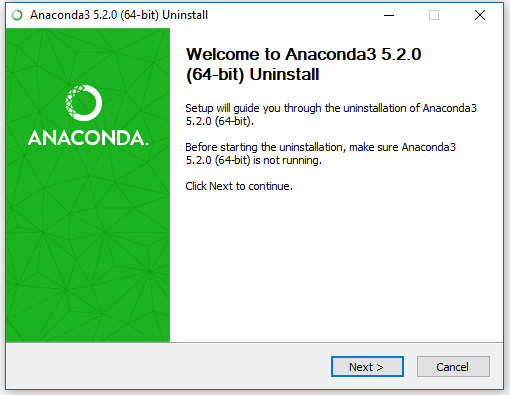 Anaconda3 5.2.0 (64-bit) Uninstall
ANACONDA.
Welcome to Anaconda3 5.2.0
(64-bit) Uninstall
Setup will guide you through the uninstallation of Anaconda3
5.2.0 (64-bit).
Before starting the uninstallation, make sure Anaconda3
5.2.0 (64-bit) is not running.
Click Next to continue.
Next >
Cancel